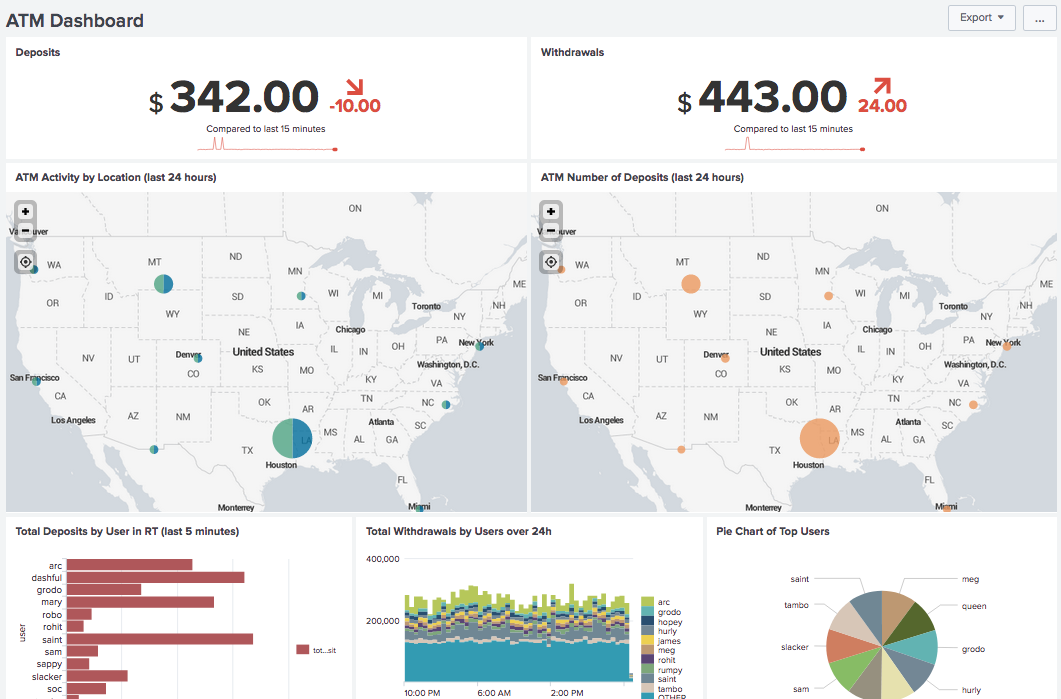 ATM Dashboard
Export
...
Deposits
$ 342.00
-10.00
Compared to last 15 minutes
Withdrawals
$ 443.00
24.00
Compared to last 15 minutes
ATM Activity by Location (last 24 hours)
+
−
ON
WA
MT
ND
MN
OR
ID
SD
WI
MI
ME
Toronto
NH
WY
NY
IA
Chicago
NE
PA
New York
NV
UT
Denver
United States
IL
IN
OH
Washington, D.C.
CO
KS
MO
San Francisco
KY
VA
CA
OK
TN
NC
Los Angeles
AZ
NM
AR
Atlanta
SC
MS
AL
GA
LA
TX
Houston
FL
Monterrey
Miami
ATM Number of Deposits (last 24 hours)
+
−
ON
WA
MT
ND
MN
OR
ID
SD
WI
MI
ME
Toronto
NH
WY
NY
IA
Chicago
NE
PA
New York
NV
UT
Denver
United States
IL
IN
OH
Washington, D.C.
CO
KS
MO
San Francisco
KY
VA
CA
OK
TN
NC
Los Angeles
AZ
NM
AR
Atlanta
SC
MS
AL
GA
LA
TX
Houston
FL
Monterrey
Miami
Total Deposits by User in RT (last 5 minutes)
user
arc
dashful
grodo
mary
robo
rohit
saint
sam
sappy
slacker
soc
tot...sit
Total Withdrawals by Users over 24h
400,000
200,000
10:00 PM
6:00 AM
2:00 PM
arc
grodo
hopey
hurly
james
meg
rohit
rumpy
saint
tambo
OTHER
Pie Chart of Top Users
saint
meg
tambo
queen
slacker
grodo
sam
hurly